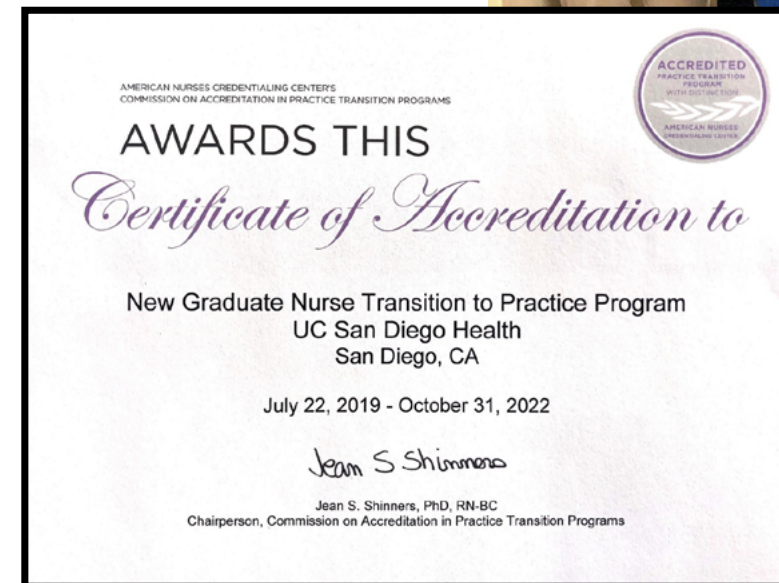 AMERICAN NURSES CREDENTIALING CENTER'S
COMMISSION ON ACCREDITATION IN PRACTICE TRANSITION PROGRAMS
AWARDS THIS
Certificate of Accreditation to
ACCREDITED
PRACTICE TRANSITION
PROGRAM
WITH DISTINCTION
AMERICAN NURSES
CREDENTIALING CENTER
New Graduate Nurse Transition to Practice Program
UC San Diego Health
San Diego, CA
July 22, 2019 - October 31, 2022
Jean S Shinners
Jean S. Shinners, PhD, RN-BC
Chairperson, Commission on Accreditation in Practice Transition Programs